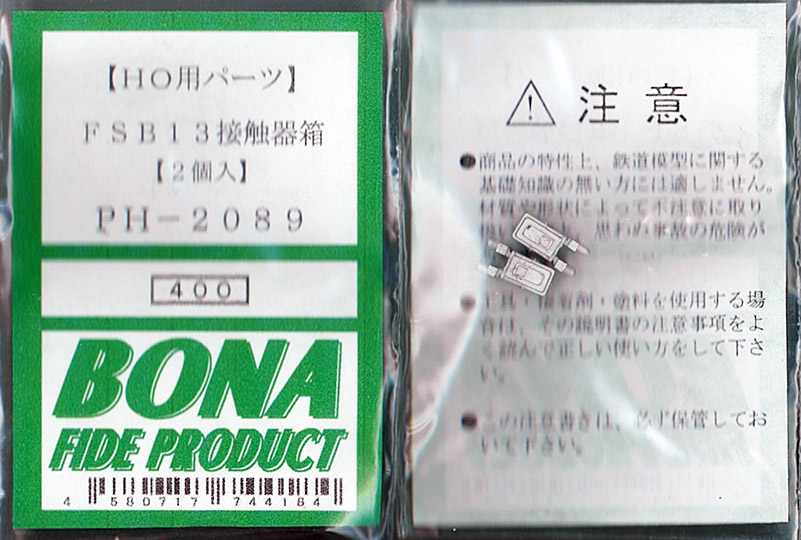 【HO用パーツ】
FSB13接触器箱
【2個入】
PH-2089
400
BONA
FIDE PRODUCT
4 580717 744184
注意
●商品の特性上、鉄道模型に関する
基礎知識の無い方には適しません。
材質や形状によって不注意に取り
思わぬ事故の危険が
●工具・接着剤・塗料を使用する場
合は、その説明書の注意事項をよ
く読んで正しい使い方をして下さ
い。
●この注意書きは、必ず保管してお
いて下さい。